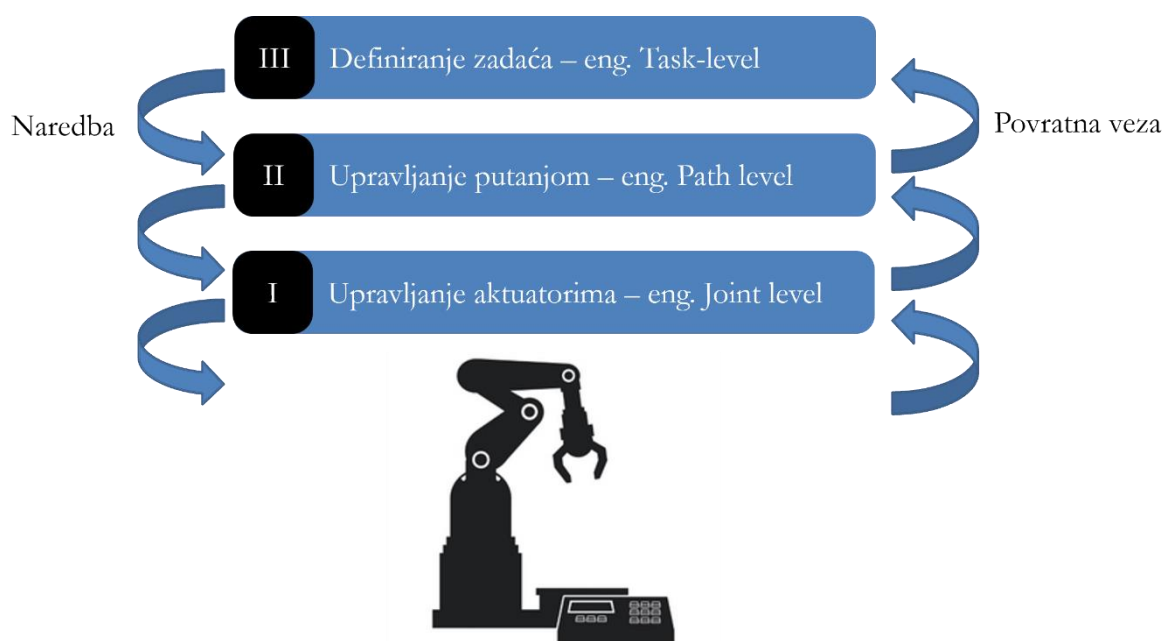 III Definiranje zadaća – eng. Task-level
Naredba
Povratna veza
II Upravljanje putanjom – eng. Path level
I Upravljanje aktuatorima – eng. Joint level